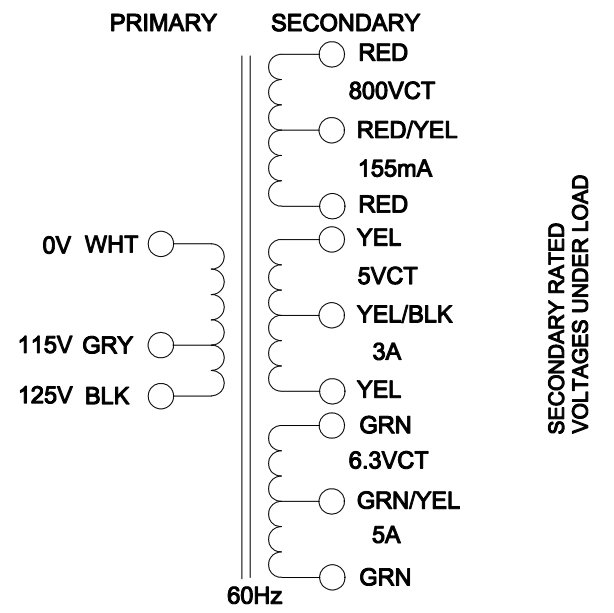 PRIMARY
SECONDARY
RED
800VCT
RED/YEL
155mA
RED
0V WHT
115V GRY
125V BLK
YEL
5VCT
YEL/BLK
3A
YEL
GRN
6.3VCT
GRN/YEL
5A
GRN
60Hz
SECONDARY RATED
VOLTAGES UNDER LOAD